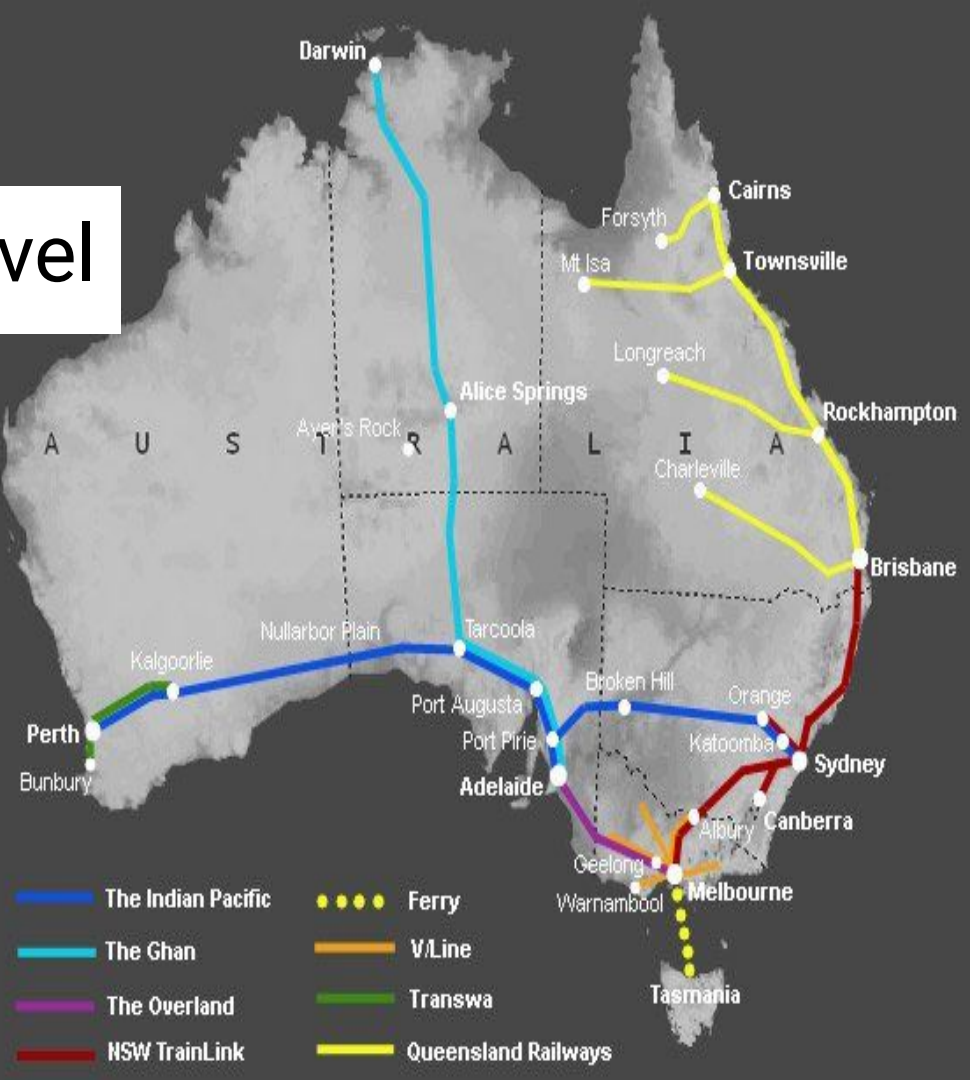 Darwin
Cairns
vel
Forsyth
Townsville
Mt Isa
Longreach
Alice Springs
Rockhampton
Ayer's Rock
A U S T R A L I A
Charleville
Brisbane
Nullarbor Plain
Tarcoola
Kalgoorlie
Broken Hill
Orange
Port Augusta
Perth
Port Pirie
Katoomba
Sydney
Bunbury
Adelaide
Canberra
Albury
Geelong
Melbourne
Warnambool
Tasmania
The Indian Pacific
The Ghan
The Overland
NSW TrainLink
Ferry
V/Line
Transwa
Queensland Railways